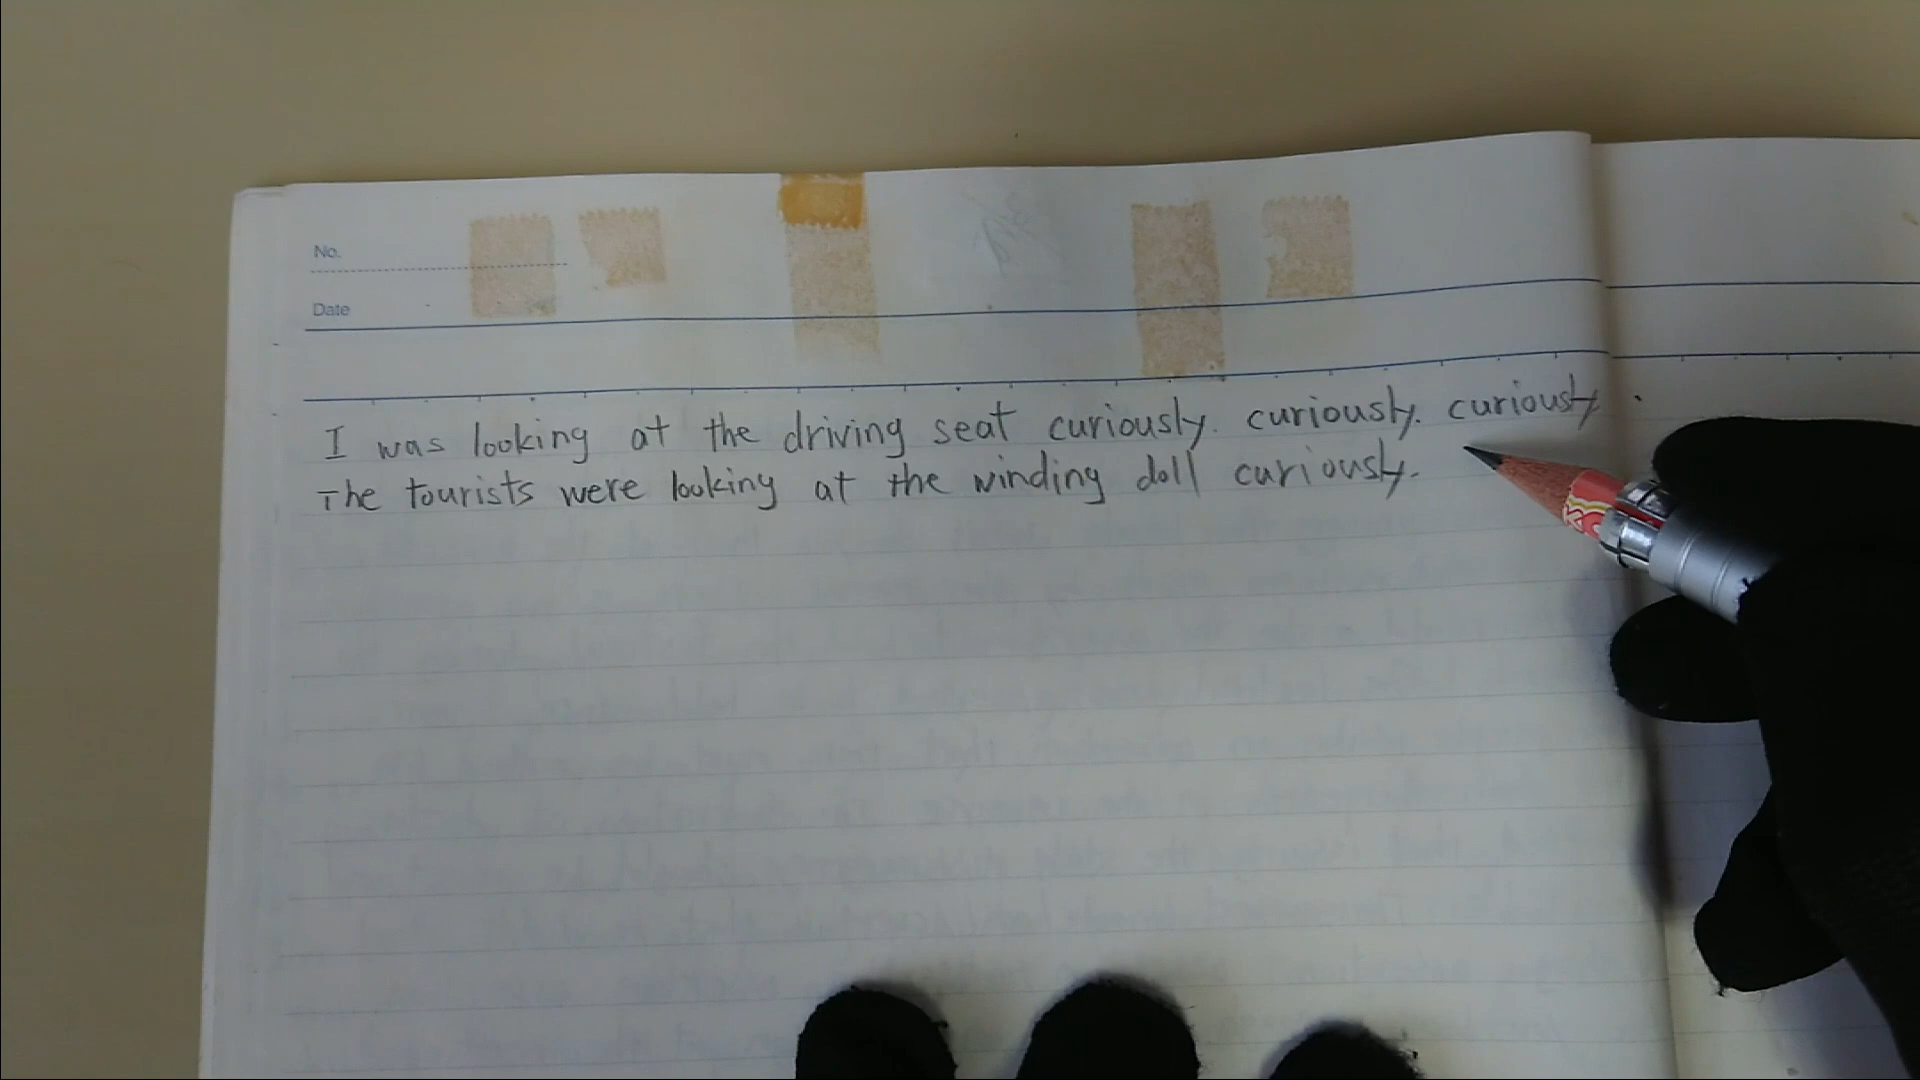 No.
Date
I was looking at the driving seat curiously. curiously. curiously.
The tourists were looking at the winding doll curiously.